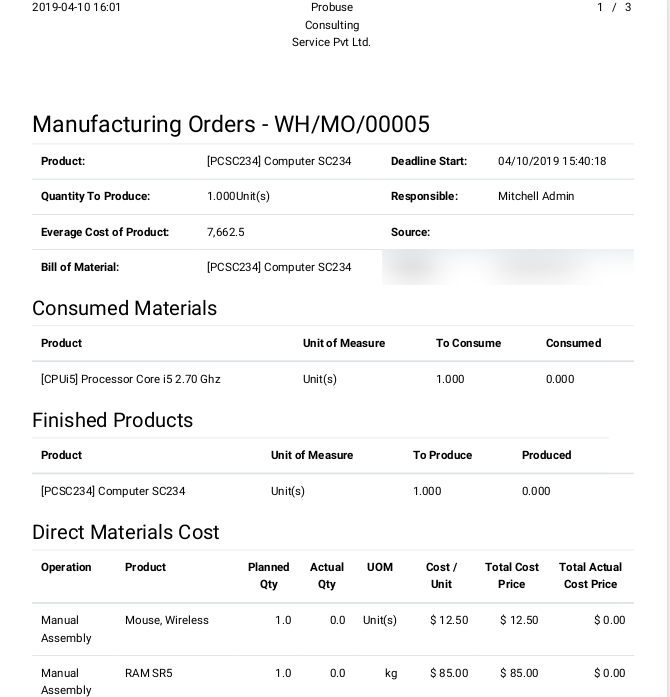 2019-04-10 16:01 Probuse 1 / 3
Consulting
Service Pvt Ltd.
Manufacturing Orders - WH/MO/00005
Product: [PCSC234] Computer SC234 Deadline Start: 04/10/2019 15:40:18
Quantity To Produce: 1.000Unit(s) Responsible: Mitchell Admin
Everage Cost of Product: 7,662.5 Source:
Bill of Material: [PCSC234] Computer SC234
Consumed Materials
Product Unit of Measure To Consume Consumed
[CPUi5] Processor Core i5 2.70 Ghz Unit(s) 1.000 0.000
Finished Products
Product Unit of Measure To Produce Produced
[PCSC234] Computer SC234 Unit(s) 1.000 0.000
Direct Materials Cost
Operation Product Planned Actual UOM Cost / Total Cost Total Actual
Qty Qty Unit Price Cost Price
Manual Mouse, Wireless 1.0 0.0 Unit(s) $ 12.50 $ 12.50 $ 0.00
Assembly
Manual RAM SR5 1.0 0.0 kg $ 85.00 $ 85.00 $ 0.00
Assembly